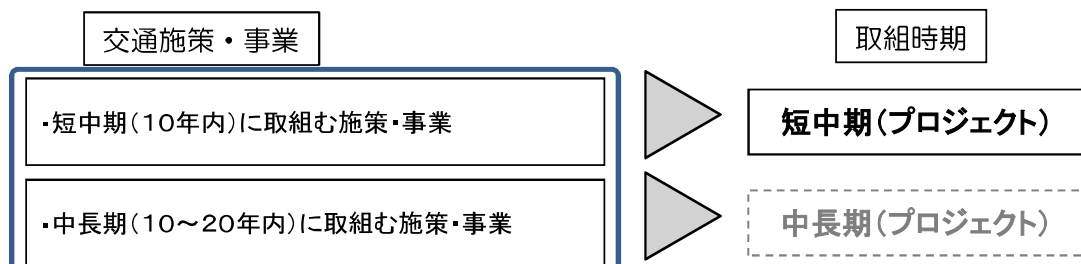 交通施策・事業
取組時期
・短中期(10年内)に取組む施策・事業
短中期(プロジェクト)
・中長期(10～20年内)に取組む施策・事業
中長期(プロジェクト)